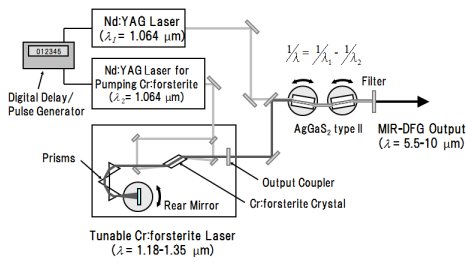 Nd:YAG Laser
(λ1= 1.064 μm)
012345
Nd:YAG Laser for
Pumping Cr:forsterite
(λ2= 1.064 μm)
Digital Delay/
Pulse Generator
1/λ = 1/λ1 - 1/λ2
Filter
AgGaS2 type II
MIR-DFG Output
(λ= 5.5-10 μm)
Prisms
Rear Mirror
Output Coupler
Cr:forsterite Crystal
Tunable Cr:forsterite Laser
(λ= 1.18-1.35 μm)